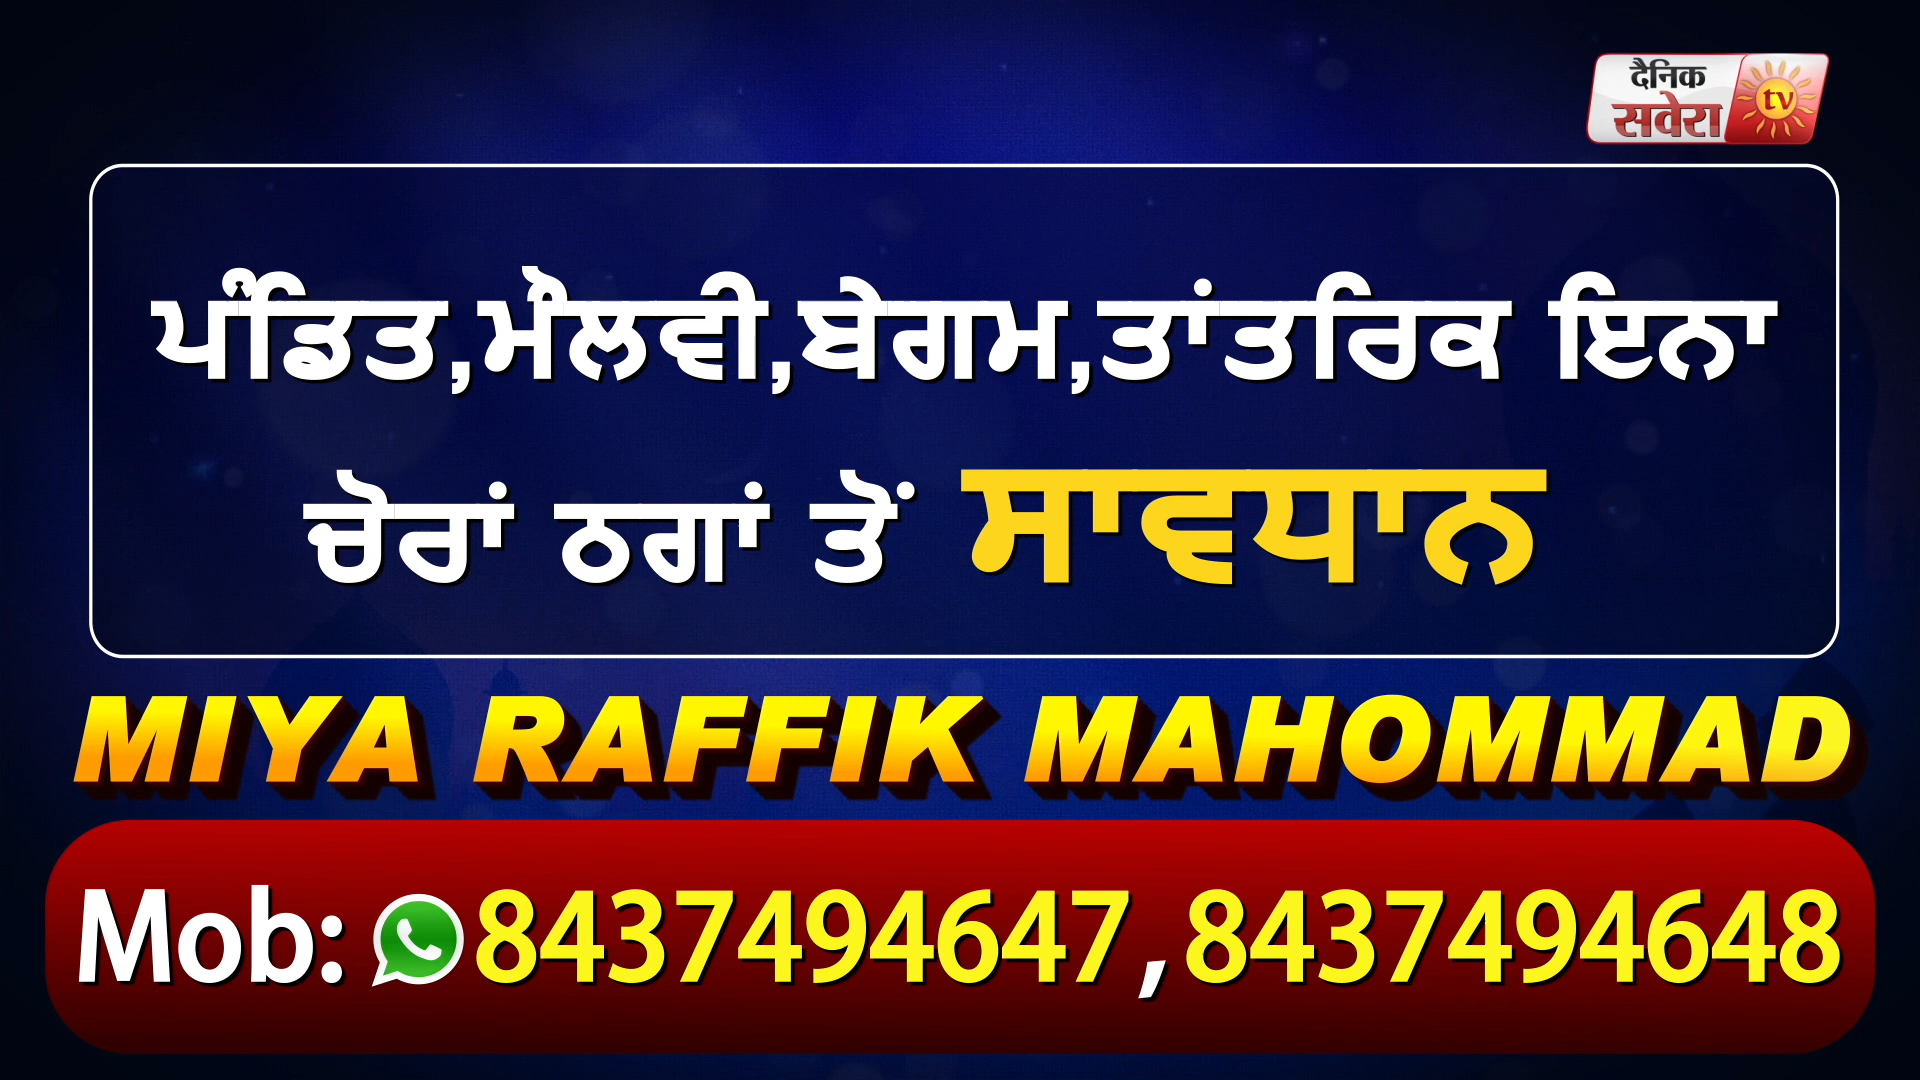 दैनिक
सवेरा tv
ਪੰਡਿਤ,ਮੌਲਵੀ,ਬੇਗਮ,ਤਾਂਤਰਿਕ ਇਨਾ
ਚੋਰਾਂ ਠਗਾਂ ਤੋਂ ਸਾਵਧਾਨ
MIYA RAFFIK MAHOMMAD
Mob: 8437494647, 8437494648